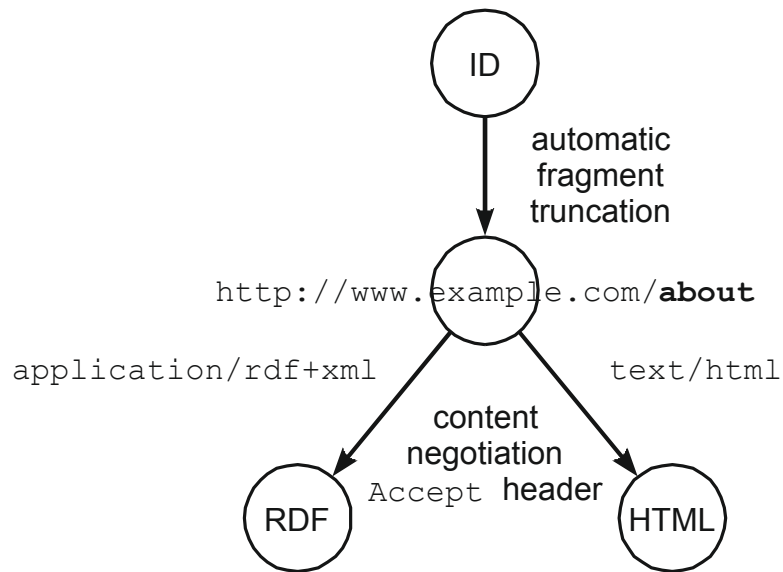 ID
automatic
fragment
truncation
http://www.example.com/about
application/rdf+xml
text/html
content
negotiation
Accept header
RDF
HTML